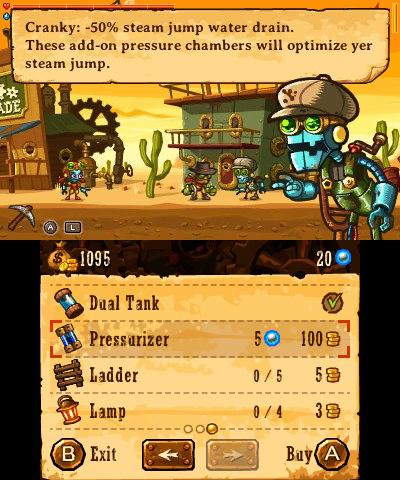 Cranky: -50% steam jump water drain.
These add-on pressure chambers will optimize yer
steam jump.
ADE
A L
1095 20
Dual Tank
Pressurizer 5 100
Ladder 0 / 5 5
Lamp 0 / 4 3
B Exit Buy A